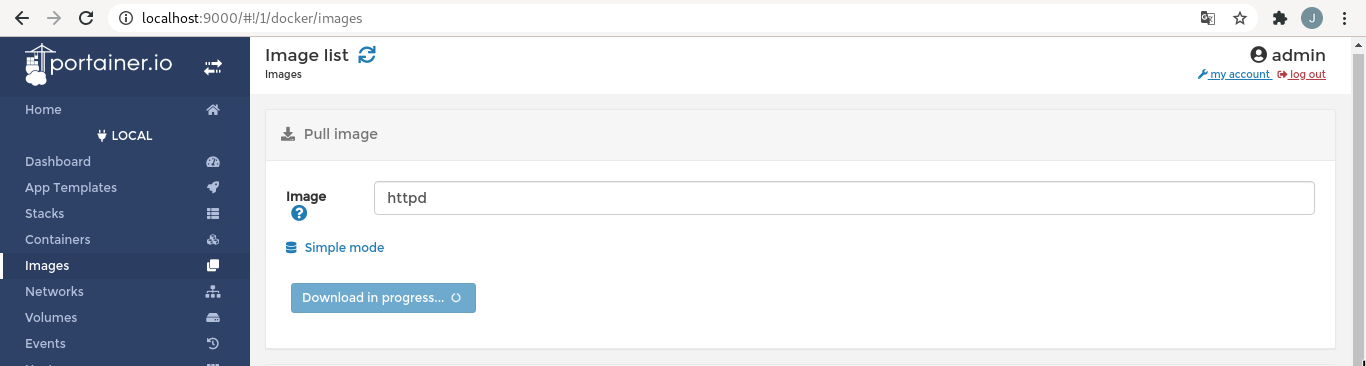 localhost:9000/#!/1/docker/images
J
portainer.io
Image list
admin
Images
my account
log out
Home
LOCAL
Dashboard
App Templates
Stacks
Containers
Images
Networks
Volumes
Events
Pull image
Image
httpd
?
Simple mode
Download in progress...